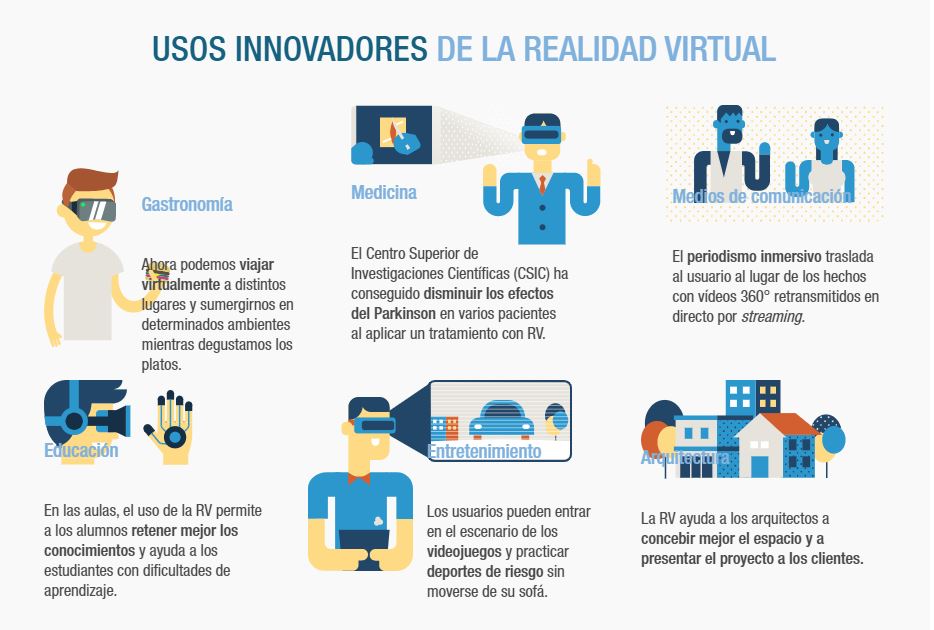 USOS INNOVADORES DE LA REALIDAD VIRTUAL
Gastronomía
Ahora podemos viajar
virtualmente a distintos
lugares y sumergirnos en
determinados ambientes
mientras degustamos los
platos.
Medicina
El Centro Superior de
Investigaciones Científicas (CSIC) ha
conseguido disminuir los efectos
del Parkinson en varios pacientes
al aplicar un tratamiento con RV.
Medios de comunicación
El periodismo inmersivo traslada
al usuario al lugar de los hechos
con vídeos 360° retransmitidos en
directo por streaming.
Educación
En las aulas, el uso de la RV permite
a los alumnos retener mejor los
conocimientos y ayuda a los
estudiantes con dificultades de
aprendizaje.
Entretenimiento
Los usuarios pueden entrar
en el escenario de los
videojuegos y practicar
deportes de riesgo sin
moverse de su sofá.
Arquitectura
La RV ayuda a los arquitectos a
concebir mejor el espacio y a
presentar el proyecto a los clientes.